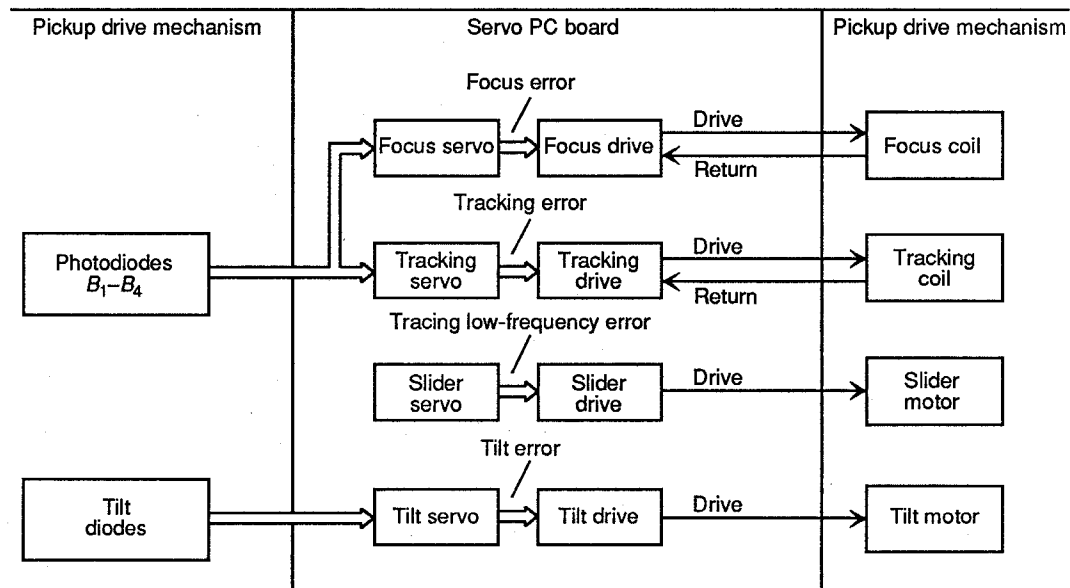 Pickup drive mechanism
Servo PC board
Pickup drive mechanism
Focus error
Focus servo
Focus drive
Drive
Return
Focus coil
Tracking error
Photodiodes
B₁–B₄
Tracking
servo
Tracking
drive
Drive
Return
Tracking
coil
Tracing low-frequency error
Slider
servo
Slider
drive
Drive
Slider
motor
Tilt error
Tilt
diodes
Tilt servo
Tilt drive
Drive
Tilt motor